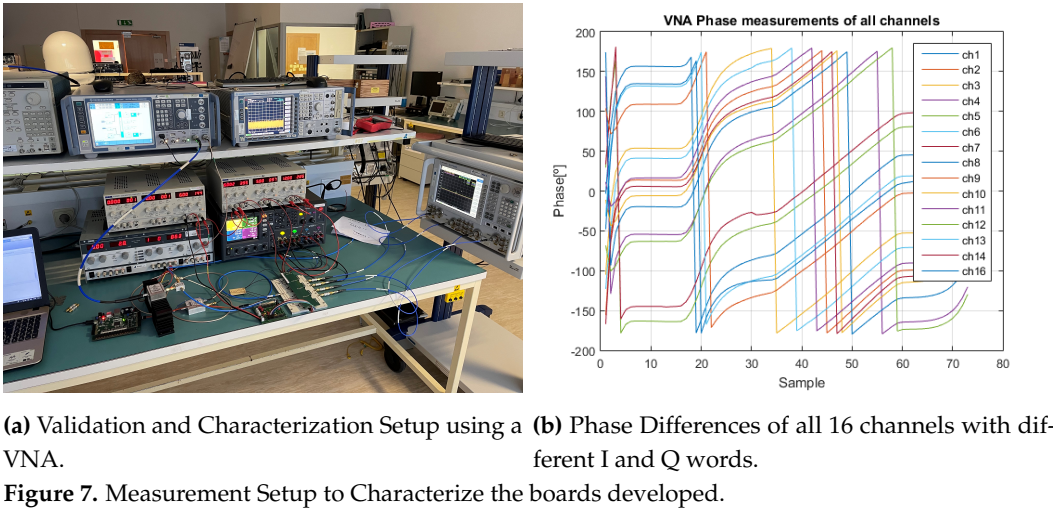 VNA Phase measurements of all channels
200
150
100
50
0
-50
-100
-150
-200
Phase[º]
0 10 20 30 40 50 60 70 80
Sample
ch1
ch2
ch3
ch4
ch5
ch6
ch7
ch8
ch9
ch10
ch11
ch12
ch13
ch14
ch16
(a) Validation and Characterization Setup using a
VNA.
(b) Phase Differences of all 16 channels with dif-
ferent I and Q words.
Figure 7. Measurement Setup to Characterize the boards developed.